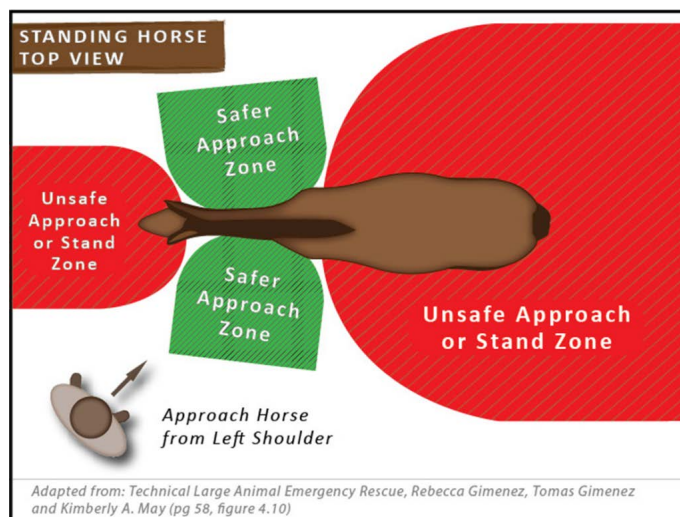 STANDING HORSE
TOP VIEW
Safer
Approach
Zone
Unsafe
Approach
or Stand
Zone
Safer
Approach
Zone
Unsafe Approach
or Stand Zone
Approach Horse
from Left Shoulder
Adapted from: Technical Large Animal Emergency Rescue, Rebecca Gimenez, Tomas Gimenez
and Kimberly A. May (pg 58, figure 4.10)